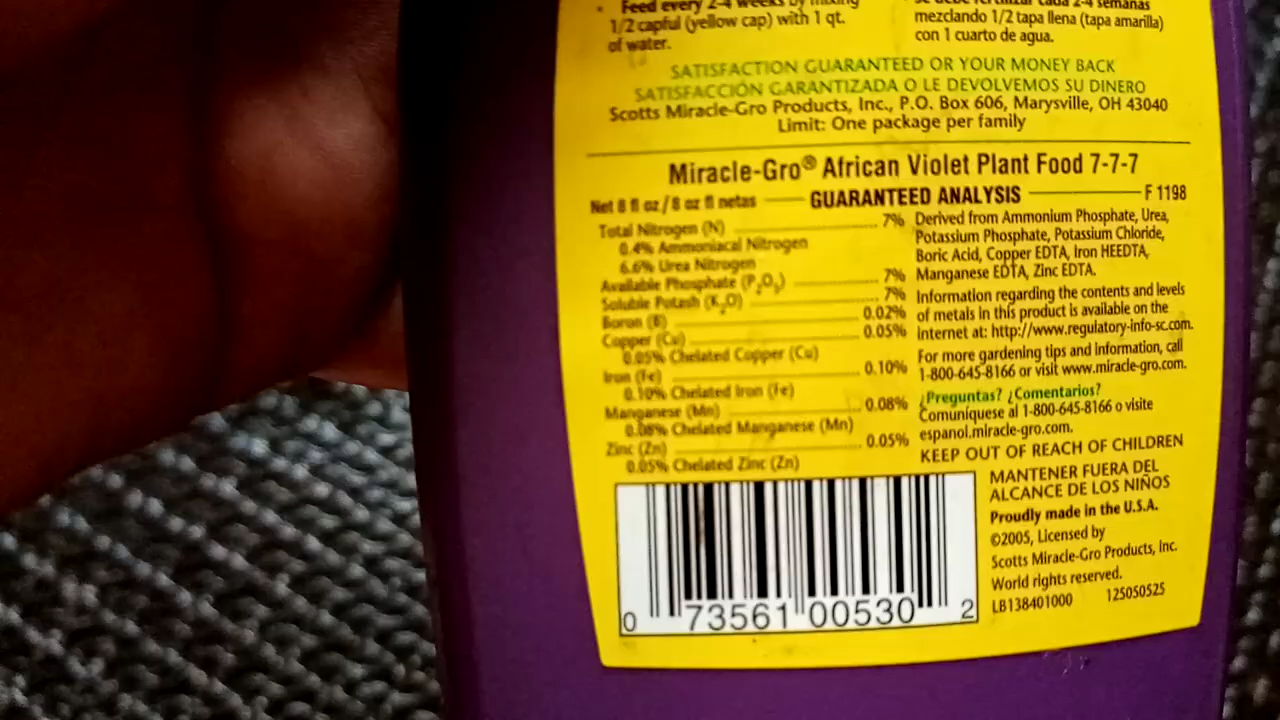 • Feed every 2-4 weeks by mixing
1/2 capful (yellow cap) with 1 qt.
of water.
se debe fertilizar cada 2-4 semanas
mezclando 1/2 tapa llena (tapa amarilla)
con 1 cuarto de agua.
SATISFACTION GUARANTEED OR YOUR MONEY BACK
SATISFACCIÓN GARANTIZADA O LE DEVOLVEMOS SU DINERO
Scotts Miracle-Gro Products, Inc., P.O. Box 606, Marysville, OH 43040
Limit: One package per family
Miracle-Gro® African Violet Plant Food 7-7-7
Net 8 fl oz/8 oz fl netas GUARANTEED ANALYSIS F 1198
Total Nitrogen (N) 7%
0.4% Ammoniacal Nitrogen
6.6% Urea Nitrogen
Available Phosphate (P₂O₅) 7%
Soluble Potash (K₂O) 7%
Boron (B) 0.02%
Copper (Cu) 0.05%
0.05% Chelated Copper (Cu)
Iron (Fe) 0.10%
0.10% Chelated Iron (Fe)
Manganese (Mn) 0.08%
0.08% Chelated Manganese (Mn)
Zinc (Zn) 0.05%
0.05% Chelated Zinc (Zn)
Derived from Ammonium Phosphate, Urea,
Potassium Phosphate, Potassium Chloride,
Boric Acid, Copper EDTA, Iron HEEDTA,
Manganese EDTA, Zinc EDTA.
Information regarding the contents and levels
of metals in this product is available on the
Internet at: http://www.regulatory-info-sc.com.
For more gardening tips and information, call
1-800-645-8166 or visit www.miracle-gro.com.
¿Preguntas? ¿Comentarios?
Comuníquese al 1-800-645-8166 o visite
espanol.miracle-gro.com.
KEEP OUT OF REACH OF CHILDREN
MANTENER FUERA DEL
ALCANCE DE LOS NIÑOS
Proudly made in the U.S.A.
©2005, Licensed by
Scotts Miracle-Gro Products, Inc.
World rights reserved.
LB138401000 125050525
0 73561 00530 2